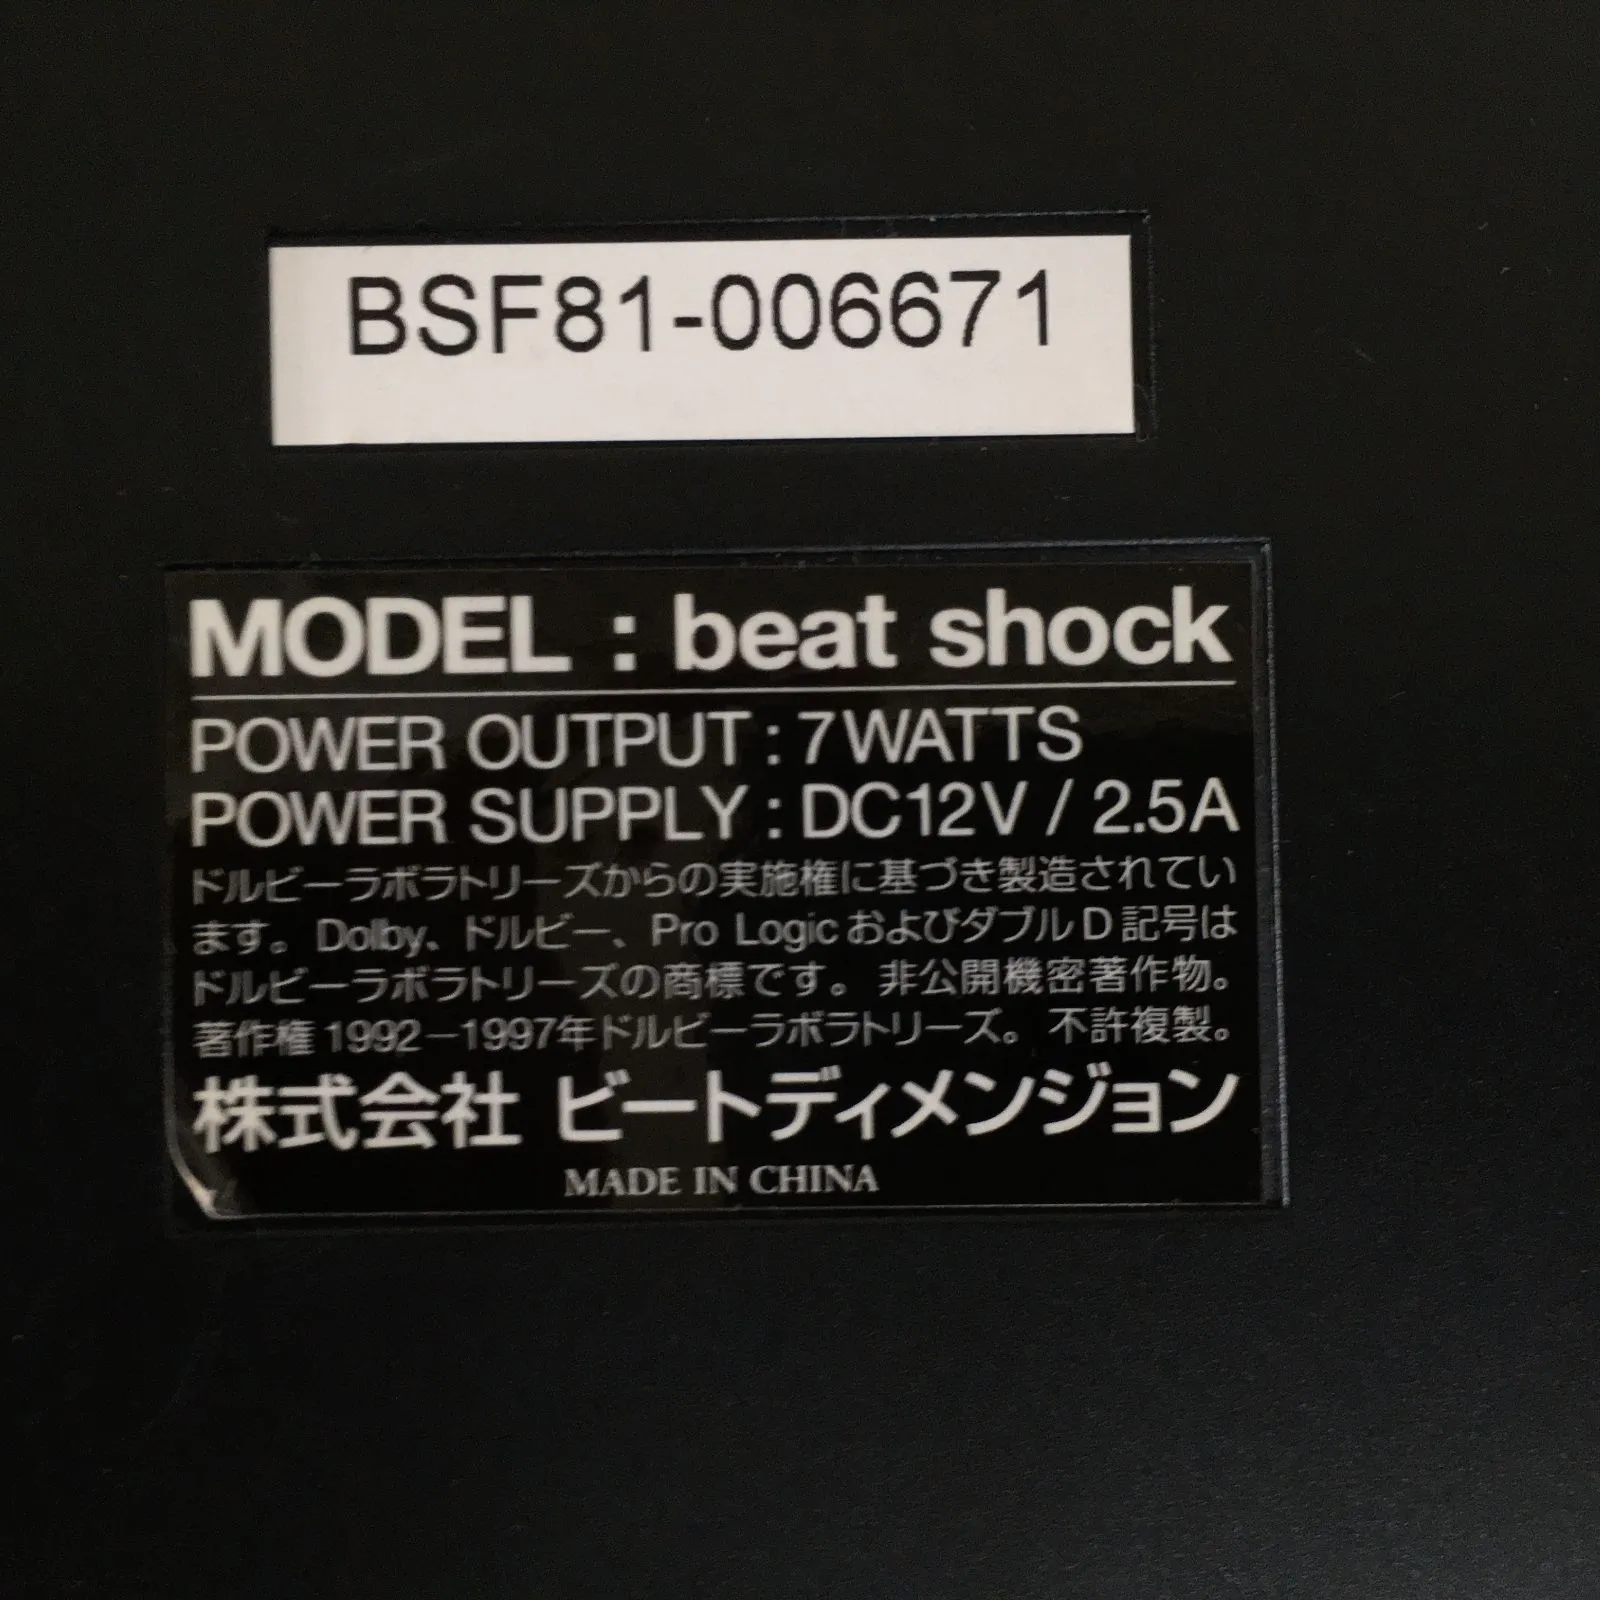 BSF81-006671
MODEL : beat shock
POWER OUTPUT : 7WATTS
POWER SUPPLY : DC12V / 2.5A
ドルビーラボラトリーズからの実施権に基づき製造されてい
ます。Dolby、ドルビー、Pro Logicおよびダブル D 記号は
ドルビーラボラトリーズの商標です。非公開機密著作物。
著作権 1992－1997年ドルビーラボラトリーズ。不許複製。
株式会社 ビートディメンジョン
MADE IN CHINA